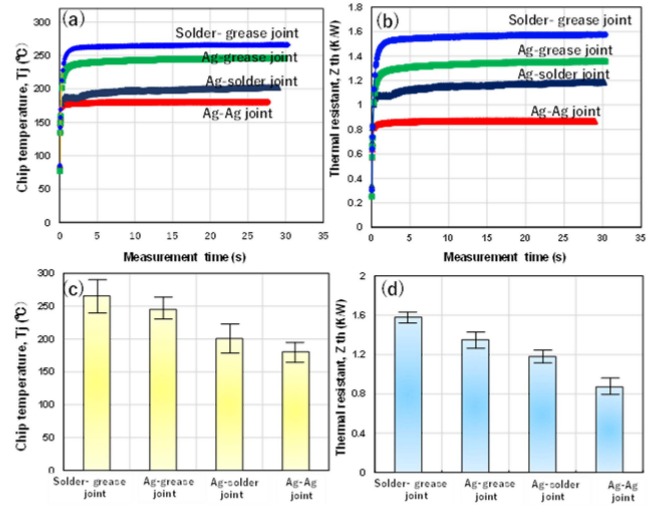 (a)
Chip temperature, Tj (℃)
300
250
200
150
100
50
0
Solder- grease joint
Ag-grease joint
Ag-solder joint
Ag-Ag joint
0 5 10 15 20 25 30 35
Measurement time (s)
(b)
Thermal resistant, Z th (K/W)
1.8
1.6
1.4
1.2
1
0.8
0.6
0.4
0.2
0
Solder- grease joint
Ag-grease joint
Ag-solder joint
Ag-Ag joint
0 5 10 15 20 25 30 35
Measurement time (s)
(c)
Chip temperature, Tj (℃)
300
250
200
150
100
50
0
Solder- grease joint
Ag-grease joint
Ag-solder joint
Ag-Ag joint
(d)
Thermal resistant, Z th (K/W)
2
1.6
1.2
0.8
0.4
0
Solder- grease joint
Ag-grease joint
Ag-solder joint
Ag-Ag joint